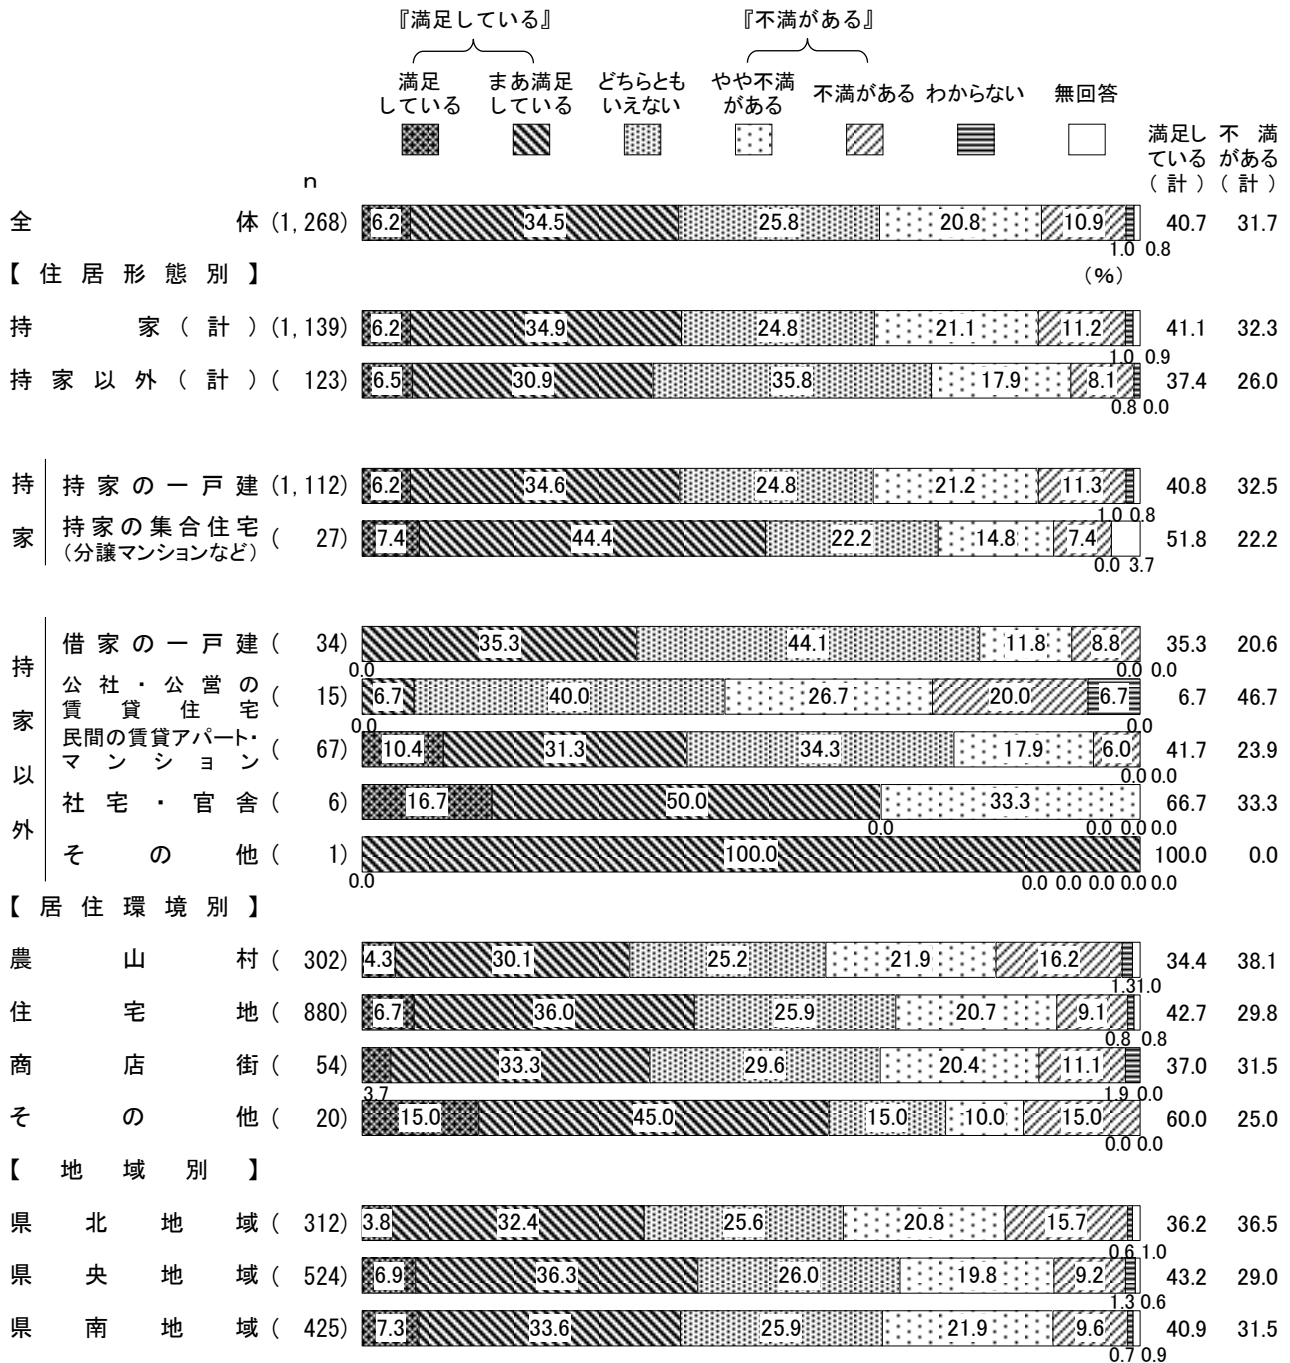 『満足している』 『不満がある』
満足している まあ満足している どちらともいえない やや不満がある 不満がある わからない 無回答
満足している(計) 不満がある(計)
n
全体 (1,268) 6.2 34.5 25.8 20.8 10.9 40.7 31.7
1.0 0.8
【住居形態別】 (%)
持家(計) (1,139) 6.2 34.9 24.8 21.1 11.2 41.1 32.3
1.0 0.9
持家以外(計) (123) 6.5 30.9 35.8 17.9 8.1 37.4 26.0
0.8 0.0
持家
持家の一戸建 (1,112) 6.2 34.6 24.8 21.2 11.3 40.8 32.5
1.0 0.8
持家の集合住宅
(分譲マンションなど) (27) 7.4 44.4 22.2 14.8 7.4 51.8 22.2
0.0 3.7
持家以外
借家の一戸建 (34) 35.3 44.1 11.8 8.8 35.3 20.6
0.0 0.0 0.0
公社・公営の
賃貸住宅 (15) 6.7 40.0 26.7 20.0 6.7 6.7 46.7
0.0 0.0
民間の賃貸アパート・
マンション (67) 10.4 31.3 34.3 17.9 6.0 41.7 23.9
0.0 0.0
社宅・官舎 (6) 16.7 50.0 33.3 66.7 33.3
0.0 0.0 0.0 0.0
その他 (1) 100.0 100.0 0.0
0.0 0.0 0.0 0.0 0.0 0.0
【居住環境別】
農山村 (302) 4.3 30.1 25.2 21.9 16.2 34.4 38.1
1.3 1.0
住宅地 (880) 6.7 36.0 25.9 20.7 9.1 42.7 29.8
0.8 0.8
商店街 (54) 33.3 29.6 20.4 11.1 37.0 31.5
3.7 1.9 0.0
その他 (20) 15.0 45.0 15.0 10.0 15.0 60.0 25.0
0.0 0.0
【地域別】
県北地域 (312) 3.8 32.4 25.6 20.8 15.7 36.2 36.5
0.6 1.0
県央地域 (524) 6.9 36.3 26.0 19.8 9.2 43.2 29.0
1.3 0.6
県南地域 (425) 7.3 33.6 25.9 21.9 9.6 40.9 31.5
0.7 0.9